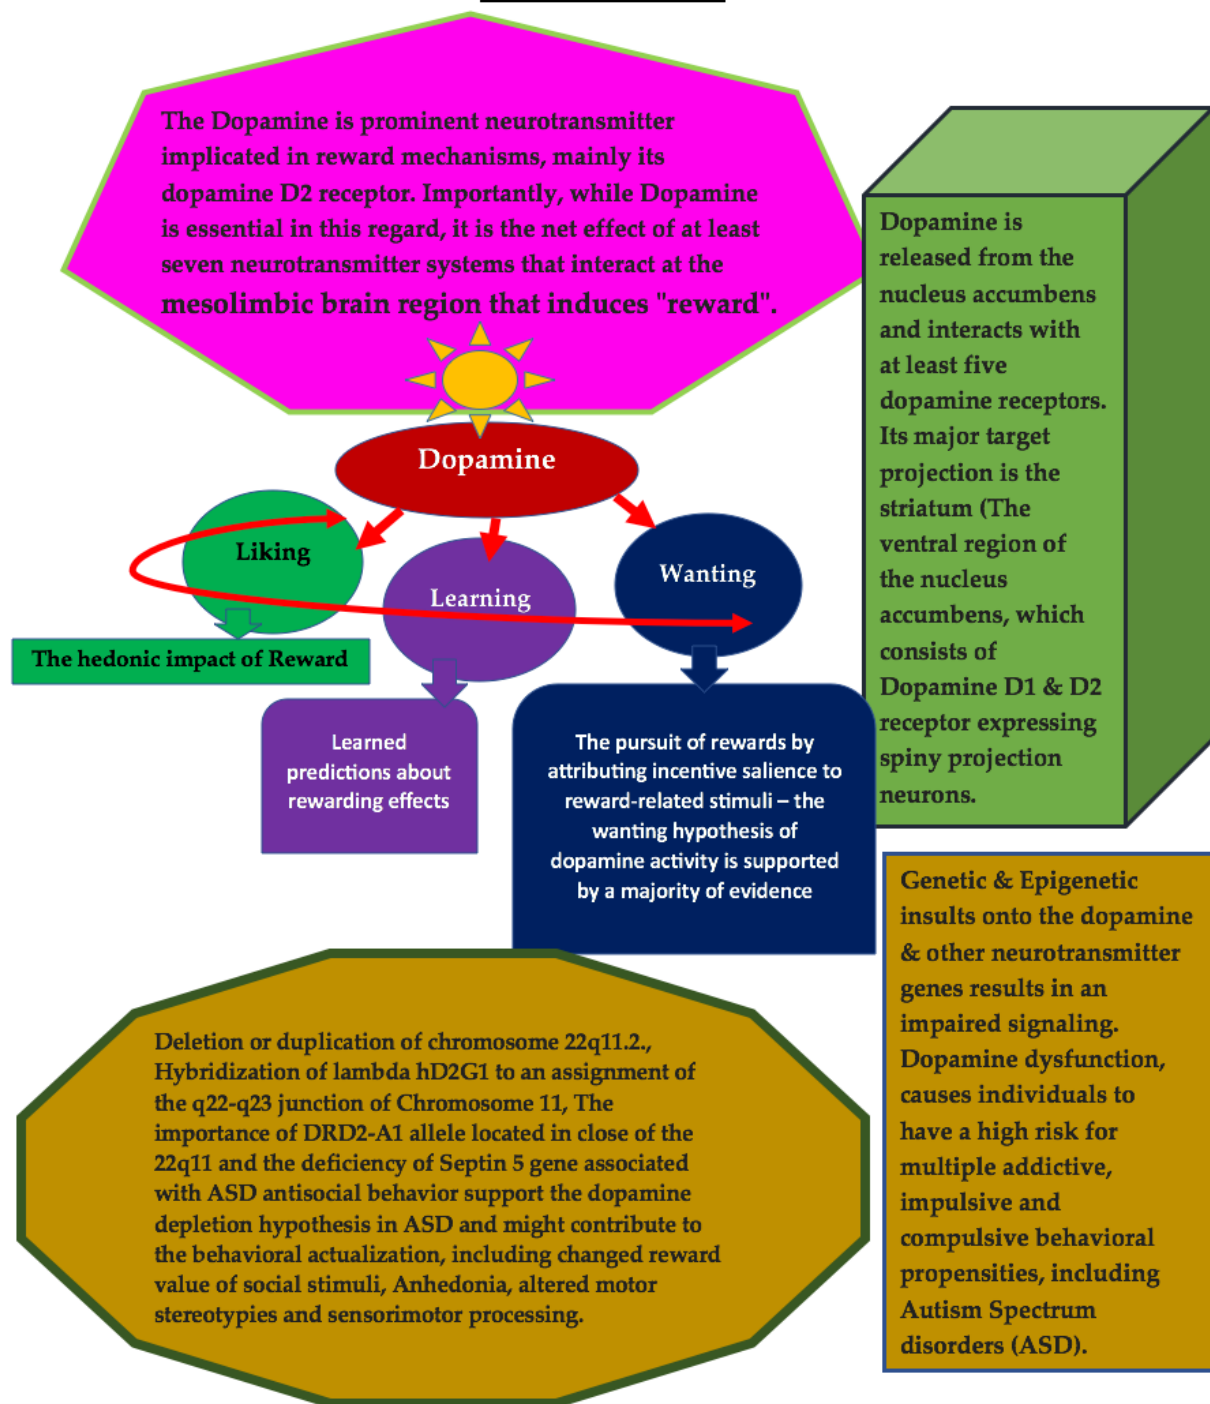 The Dopamine is prominent neurotransmitter
implicated in reward mechanisms, mainly its
dopamine D2 receptor. Importantly, while Dopamine
is essential in this regard, it is the net effect of at least
seven neurotransmitter systems that interact at the
mesolimbic brain region that induces "reward".
Dopamine is
released from the
nucleus accumbens
and interacts with
at least five
dopamine receptors.
Its major target
projection is the
striatum (The
ventral region of
the nucleus
accumbens, which
consists of
Dopamine D1 & D2
receptor expressing
spiny projection
neurons.
Dopamine
Liking
Learning
Wanting
The hedonic impact of Reward
Learned
predictions about
rewarding effects
The pursuit of rewards by
attributing incentive salience to
reward-related stimuli – the
wanting hypothesis of
dopamine activity is supported
by a majority of evidence
Genetic & Epigenetic
insults onto the dopamine
& other neurotransmitter
genes results in an
impaired signaling.
Dopamine dysfunction,
causes individuals to
have a high risk for
multiple addictive,
impulsive and
compulsive behavioral
propensities, including
Autism Spectrum
disorders (ASD).
Deletion or duplication of chromosome 22q11.2.,
Hybridization of lambda hD2G1 to an assignment of
the q22-q23 junction of Chromosome 11, The
importance of DRD2-A1 allele located in close of the
22q11 and the deficiency of Septin 5 gene associated
with ASD antisocial behavior support the dopamine
depletion hypothesis in ASD and might contribute to
the behavioral actualization, including changed reward
value of social stimuli, Anhedonia, altered motor
stereotypies and sensorimotor processing.